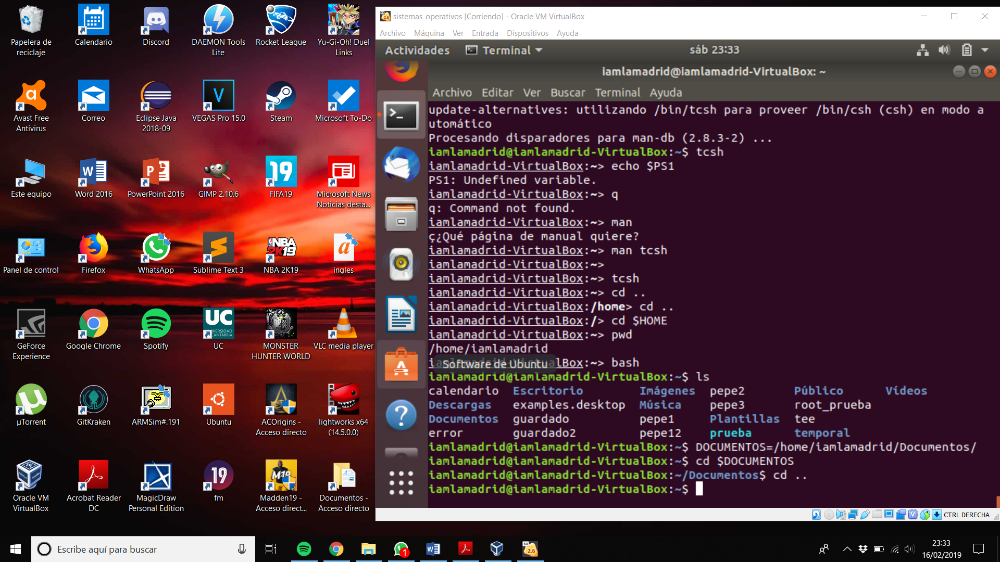 Papelera de
reciclaje
Calendario
Discord
DAEMON Tools
Lite
Rocket League
Yu-Gi-Oh! Duel
Links
Avast Free
Antivirus
Correo
Eclipse Java
2018-09
VEGAS Pro 15.0
Steam
Microsoft To-Do
Este equipo
Word 2016
PowerPoint 2016
GIMP 2.10.6
19
FIFA19
Microsoft News
Noticias desta...
Panel de control
Firefox
WhatsApp
Sublime Text 3
NBA
2K19
NBA 2K19
ingles
GeForce
Experience
Google Chrome
Spotify
UC
UNIVERSIDAD
CANTABRIA
UC
MONSTER
HUNTER WORLD
VLC media player
µTorrent
GitKraken
ARMSim#.191
Ubuntu
ACOrigins -
Acceso directo
lightworks x64
(14.5.0.0)
Oracle VM
VirtualBox
Acrobat Reader
DC
MagicDraw
Personal Edition
19
fm
M19
Madden19 -
Acceso direct...
Documentos -
Acceso directo
sistemas_operativos [Corriendo] - Oracle VM VirtualBox
Archivo Máquina Ver Entrada Dispositivos Ayuda
Actividades Terminal sáb 23:33
iamlamadrid@iamlamadrid-VirtualBox: ~
Archivo Editar Ver Buscar Terminal Ayuda
update-alternatives: utilizando /bin/tcsh para proveer /bin/csh (csh) en modo a
utomático
Procesando disparadores para man-db (2.8.3-2) ...
iamlamadrid@iamlamadrid-VirtualBox:~$ tcsh
iamlamadrid-VirtualBox:~> echo $PS1
PS1: Undefined variable.
iamlamadrid-VirtualBox:~> q
q: Command not found.
iamlamadrid-VirtualBox:~> man
ç¿Qué página de manual quiere?
iamlamadrid-VirtualBox:~> man tcsh
iamlamadrid-VirtualBox:~>
iamlamadrid-VirtualBox:~> tcsh
iamlamadrid-VirtualBox:~> cd ..
iamlamadrid-VirtualBox:/home> cd ..
iamlamadrid-VirtualBox:/> cd $HOME
iamlamadrid-VirtualBox:~> pwd
/home/iamlamadrid
iamlamadrid-VirtualBox:~> bash
Software de Ubuntu
iamlamadrid@iamlamadrid-VirtualBox:~$ ls
calendario Escritorio Imágenes pepe2 Público Vídeos
Descargas examples.desktop Música pepe3 root_prueba
Documentos guardado pepe1 Plantillas tee
error guardado2 pepe12 prueba temporal
iamlamadrid@iamlamadrid-VirtualBox:~$ DOCUMENTOS=/home/iamlamadrid/Documentos/
iamlamadrid@iamlamadrid-VirtualBox:~$ cd $DOCUMENTOS
iamlamadrid@iamlamadrid-VirtualBox:~/Documentos$ cd ..
iamlamadrid@iamlamadrid-VirtualBox:~$
CTRL DERECHA
Escribe aquí para buscar
1
64
2.6
23:33
16/02/2019